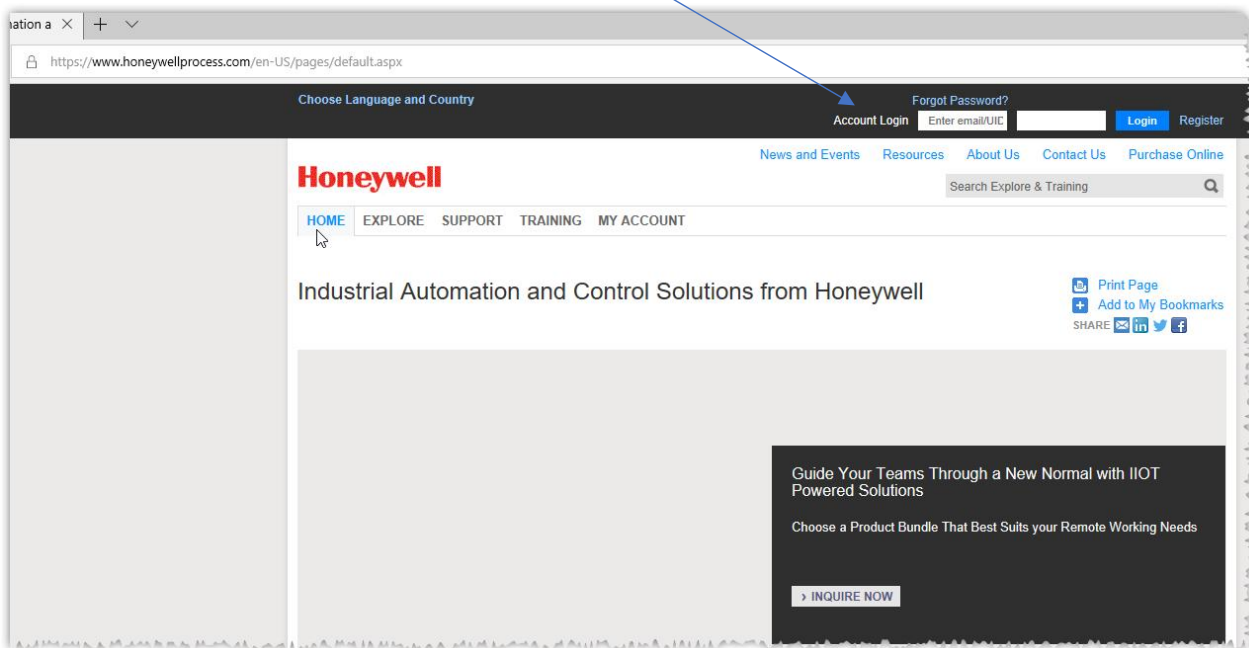 ation a
https://www.honeywellprocess.com/en-US/pages/default.aspx
Choose Language and Country
Forgot Password?
Account Login Enter email/UID Login Register
News and Events Resources About Us Contact Us Purchase Online
Honeywell
Search Explore & Training
HOME EXPLORE SUPPORT TRAINING MY ACCOUNT
Industrial Automation and Control Solutions from Honeywell
Print Page
Add to My Bookmarks
SHARE in f
Guide Your Teams Through a New Normal with IIOT
Powered Solutions
Choose a Product Bundle That Best Suits your Remote Working Needs
› INQUIRE NOW